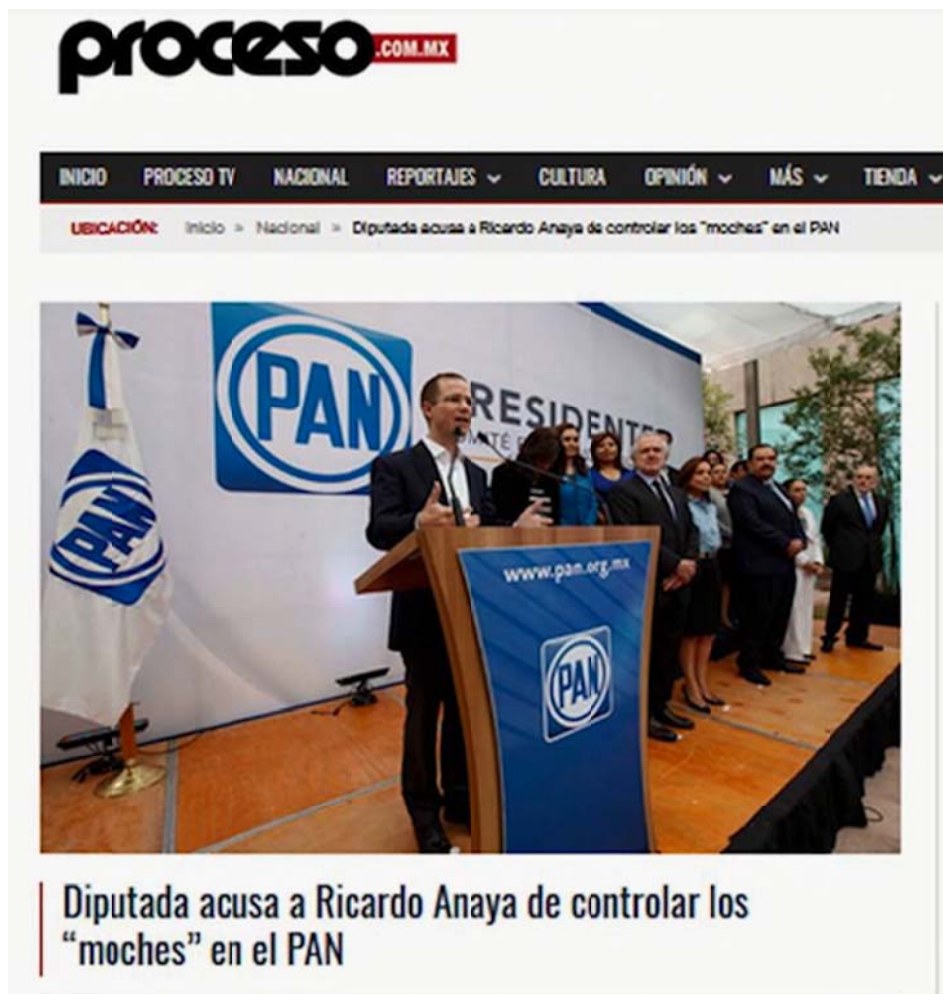 proceso.COM.MX
INICIO PROCESO TV NACIONAL REPORTAJES CULTURA OPINIÓN MÁS TIENDA
UBICACIÓN: Inicio » Nacional » Diputada acusa a Ricardo Anaya de controlar los "moches" en el PAN
PAN
PRESIDENTE
COMITÉ
PAN
www.pan.org.mx
PAN
Diputada acusa a Ricardo Anaya de controlar los
“moches” en el PAN